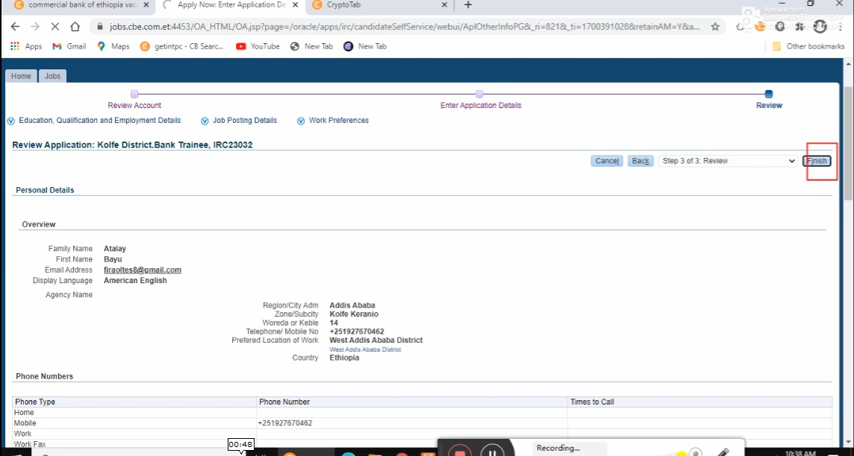 commercial bank of ethiopia vac
Apply Now: Enter Application De
CryptoTab
jobs.cbe.com.et:4453/OA_HTML/OA.jsp?page=/oracle/apps/irc/candidateSelfService/webui/AplOtherInfoPG&_ri=821&_ti=1700391028&retainAM=Y&a...
Apps
Gmail
Maps
getintpc - CB Sear...
YouTube
New Tab
New Tab
Other bookmarks
Home
Jobs
Review Account
Enter Application Details
Review
Education, Qualification and Employment Details
Job Posting Details
Work Preferences
Review Application: Kolfe District.Bank Trainee, IRC23032
Cancel
Back
Step 3 of 3: Review
Finish
Personal Details
Overview
Family Name Atalay
First Name Bayu
Email Address firaoltes8@gmail.com
Display Language American English
Agency Name
Region/City Adm Addis Ababa
Zone/Subcity Kolfe Keranio
Woreda or Keble 14
Telephone/ Mobile No +251927670462
Prefered Location of Work West Addis Ababa District
West Addis Ababa District
Country Ethiopia
Phone Numbers
Phone Type Phone Number Times to Call
Home
Mobile +251927670462
Work
Work Fax
00:48
Recording...
10:38 AM